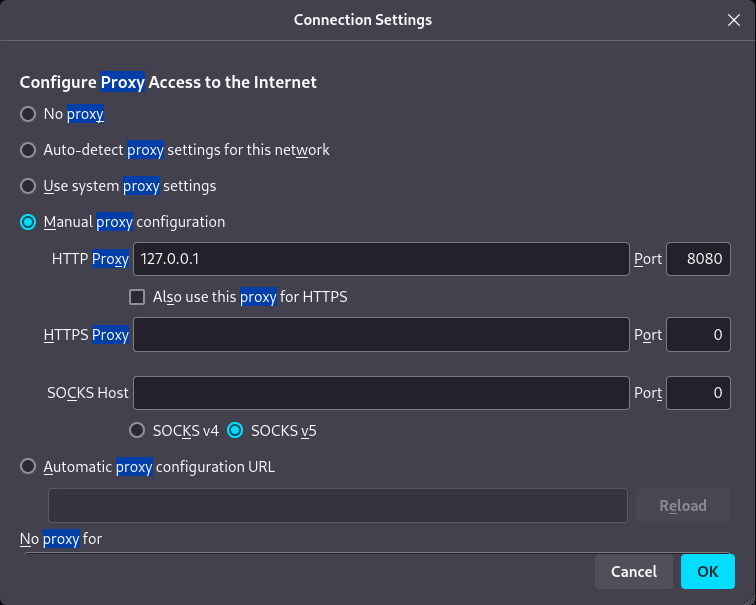 Connection Settings
Configure Proxy Access to the Internet
No proxy
Auto-detect proxy settings for this network
Use system proxy settings
Manual proxy configuration
HTTP Proxy 127.0.0.1 Port 8080
Also use this proxy for HTTPS
HTTPS Proxy Port 0
SOCKS Host Port 0
SOCKS v4 SOCKS v5
Automatic proxy configuration URL
Reload
No proxy for
Cancel OK